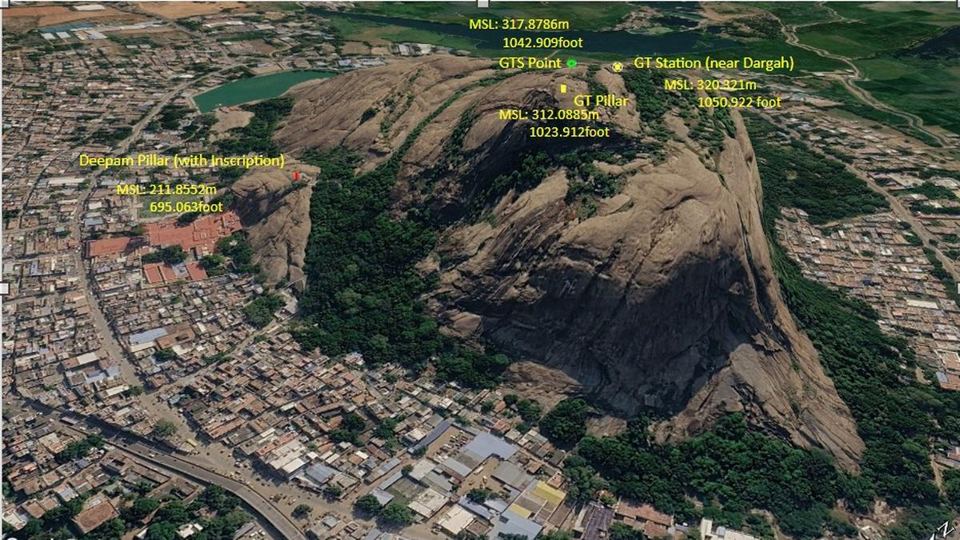 MSL: 317.8786m
1042.909foot
GTS Point
GT Station (near Dargah)
MSL: 320.321m
1050.922 foot
GT Pillar
MSL: 312.0885m
1023.912foot
Deepam Pillar (with Inscription)
MSL: 211.8552m
695.063foot
N